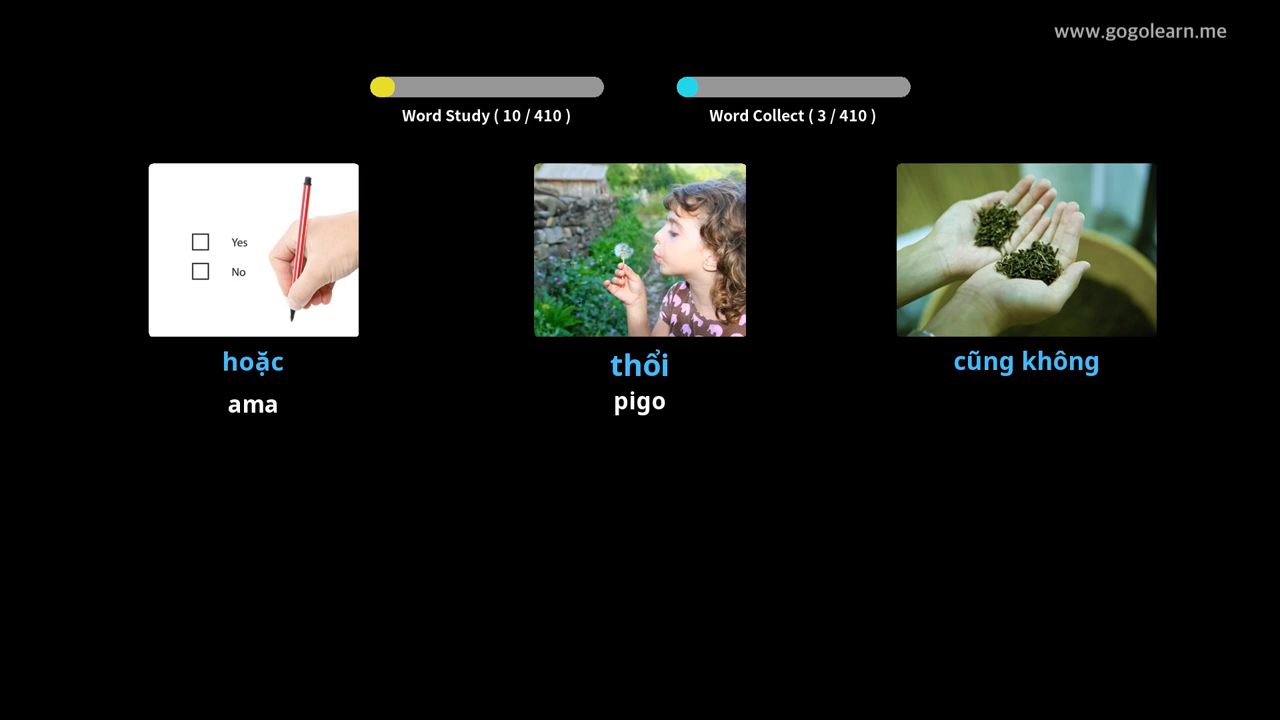 www.gogolearn.me
Word Study ( 10 / 410 )
Word Collect ( 3 / 410 )
Yes
No
hoặc
thổi
cũng không
ama
pigo